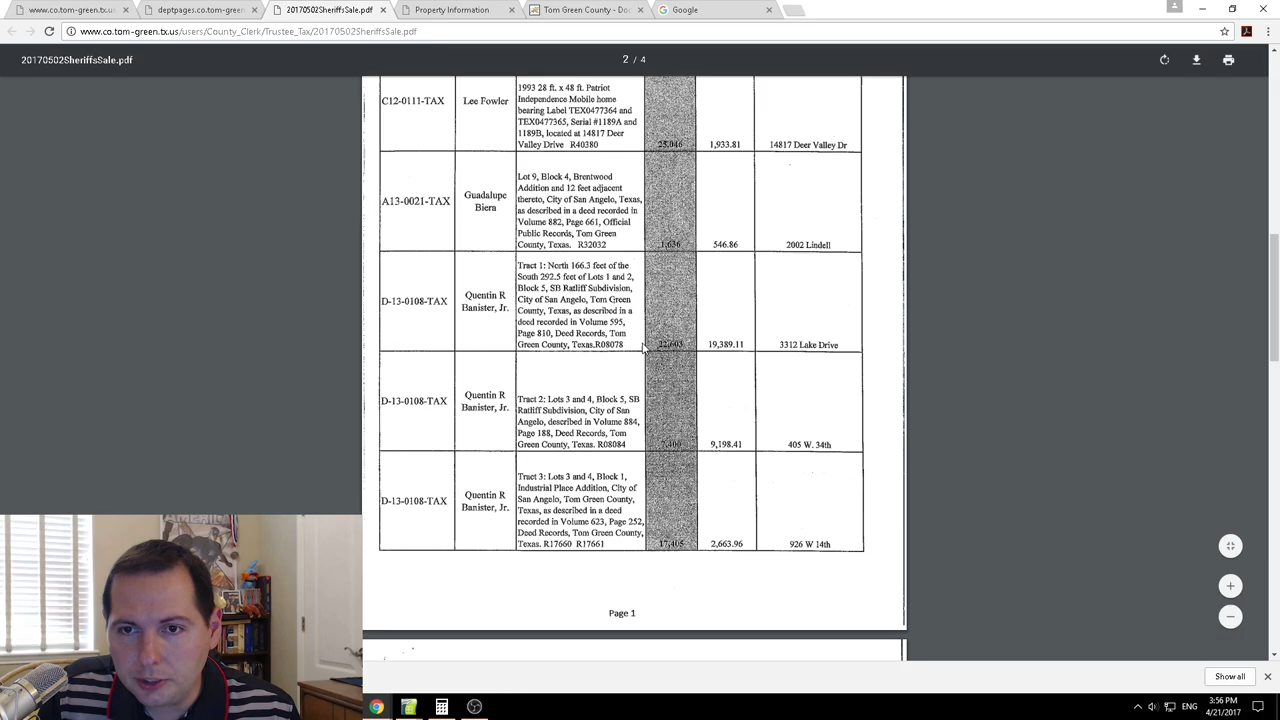 www.co.tom-green.tx.us/
deptpages.co.tom-green
20170502SheriffsSale.pdf
Property Information
Tom Green County - Do
Google
www.co.tom-green.tx.us/users/County_Clerk/Trustee_Tax/20170502SheriffsSale.pdf
20170502SheriffsSale.pdf
2 / 4
C12-0111-TAX
Lee Fowler
1993 28 ft. x 48 ft. Patriot
Independence Mobile home
bearing Label TEX0477364 and
TEX0477365, Serial #1189A and
1189B, located at 14817 Deer
Valley Drive R40380
25,046
1,933.81
14817 Deer Valley Dr
A13-0021-TAX
Guadalupe
Biera
Lot 9, Block 4, Brentwood
Addition and 12 feet adjacent
thereto, City of San Angelo, Texas,
as described in a deed recorded in
Volume 882, Page 661, Official
Public Records, Tom Green
County, Texas. R32032
1,636
546.86
2002 Lindell
D-13-0108-TAX
Quentin R
Banister, Jr.
Tract 1: North 166.3 feet of the
South 292.5 feet of Lots 1 and 2,
Block 5, SB Ratliff Subdivision,
City of San Angelo, Tom Green
County, Texas, as described in a
deed recorded in Volume 595,
Page 810, Deed Records, Tom
Green County, Texas.R08078
22,603
19,389.11
3312 Lake Drive
D-13-0108-TAX
Quentin R
Banister, Jr.
Tract 2: Lots 3 and 4, Block 5, SB
Ratliff Subdivision, City of San
Angelo, described in Volume 884,
Page 188, Deed Records, Tom
Green County, Texas. R08084
7,400
9,198.41
405 W. 34th
D-13-0108-TAX
Quentin R
Banister, Jr.
Tract 3: Lots 3 and 4, Block 1,
Industrial Place Addition, City of
San Angelo, Tom Green County,
Texas, as described in a deed
recorded in Volume 623, Page 252,
Deed Records, Tom Green County,
Texas. R17660 R17661
17,405
2,663.96
926 W 14th
Page 1
Show all
ENG
3:56 PM
4/21/2017